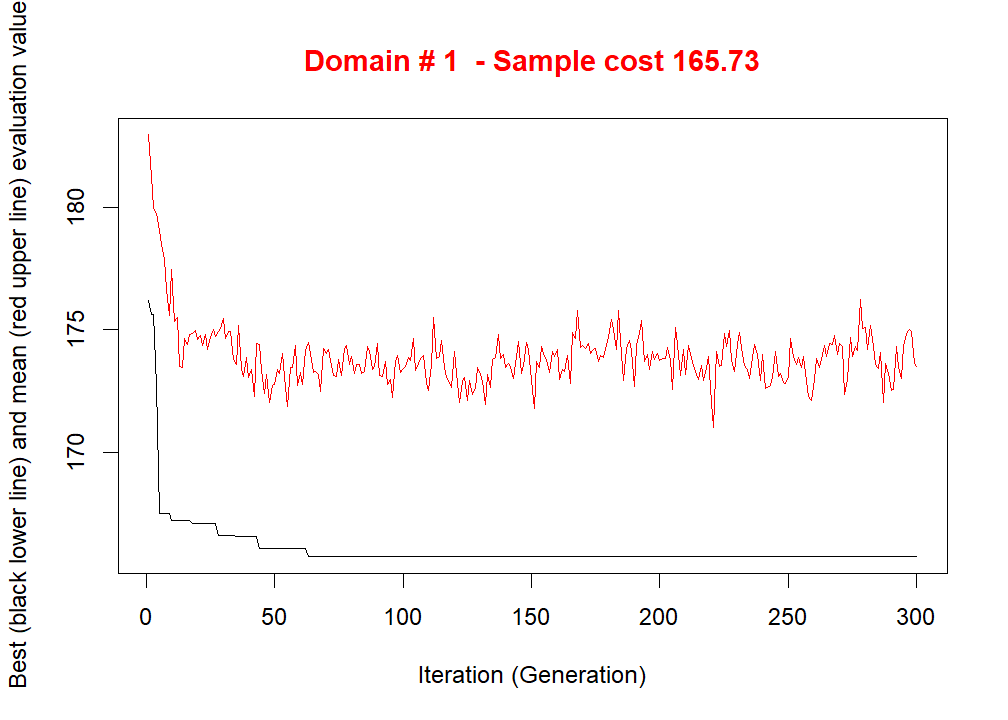 Domain # 1  - Sample cost 165.73
Best (black lower line) and mean (red upper line) evaluation value
180
175
170
0 50 100 150 200 250 300
Iteration (Generation)